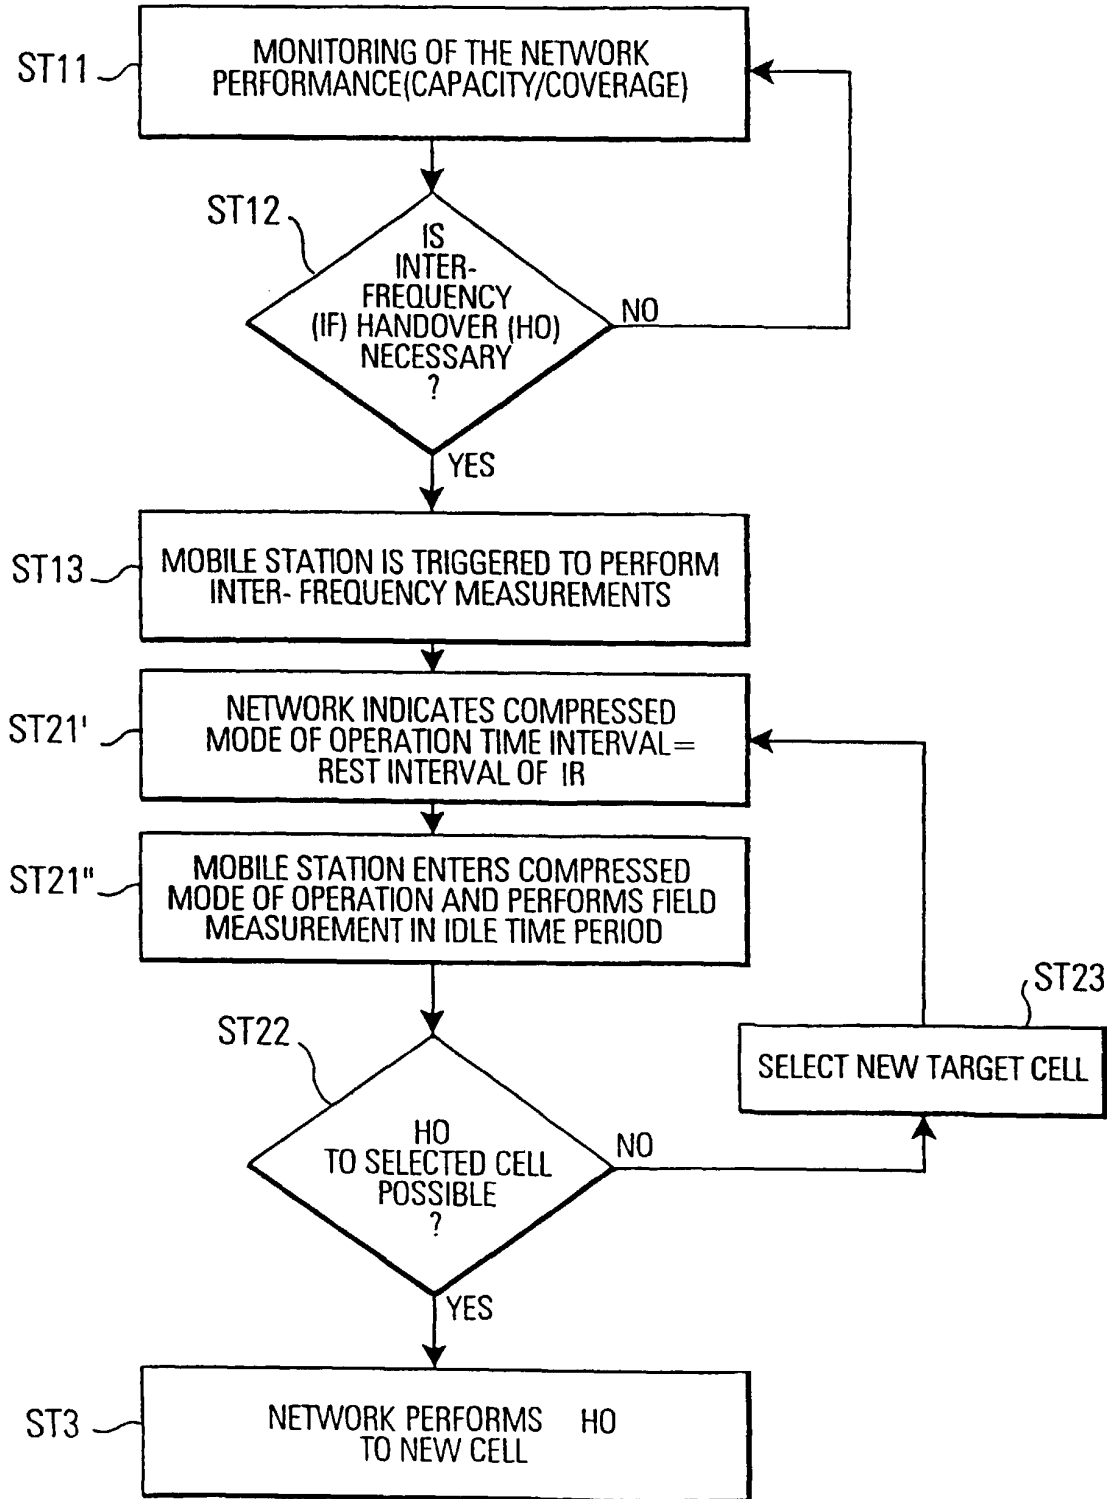 ST11
MONITORING OF THE NETWORK
PERFORMANCE(CAPACITY/COVERAGE)
ST12
IS
INTER-
FREQUENCY
(IF) HANDOVER (HO)
NECESSARY
?
NO
YES
ST13
MOBILE STATION IS TRIGGERED TO PERFORM
INTER- FREQUENCY MEASUREMENTS
ST21'
NETWORK INDICATES COMPRESSED
MODE OF OPERATION TIME INTERVAL=
REST INTERVAL OF IR
ST21"
MOBILE STATION ENTERS COMPRESSED
MODE OF OPERATION AND PERFORMS FIELD
MEASUREMENT IN IDLE TIME PERIOD
ST23
SELECT NEW TARGET CELL
ST22
HO
TO SELECTED CELL
POSSIBLE
?
NO
YES
ST3
NETWORK PERFORMS HO
TO NEW CELL